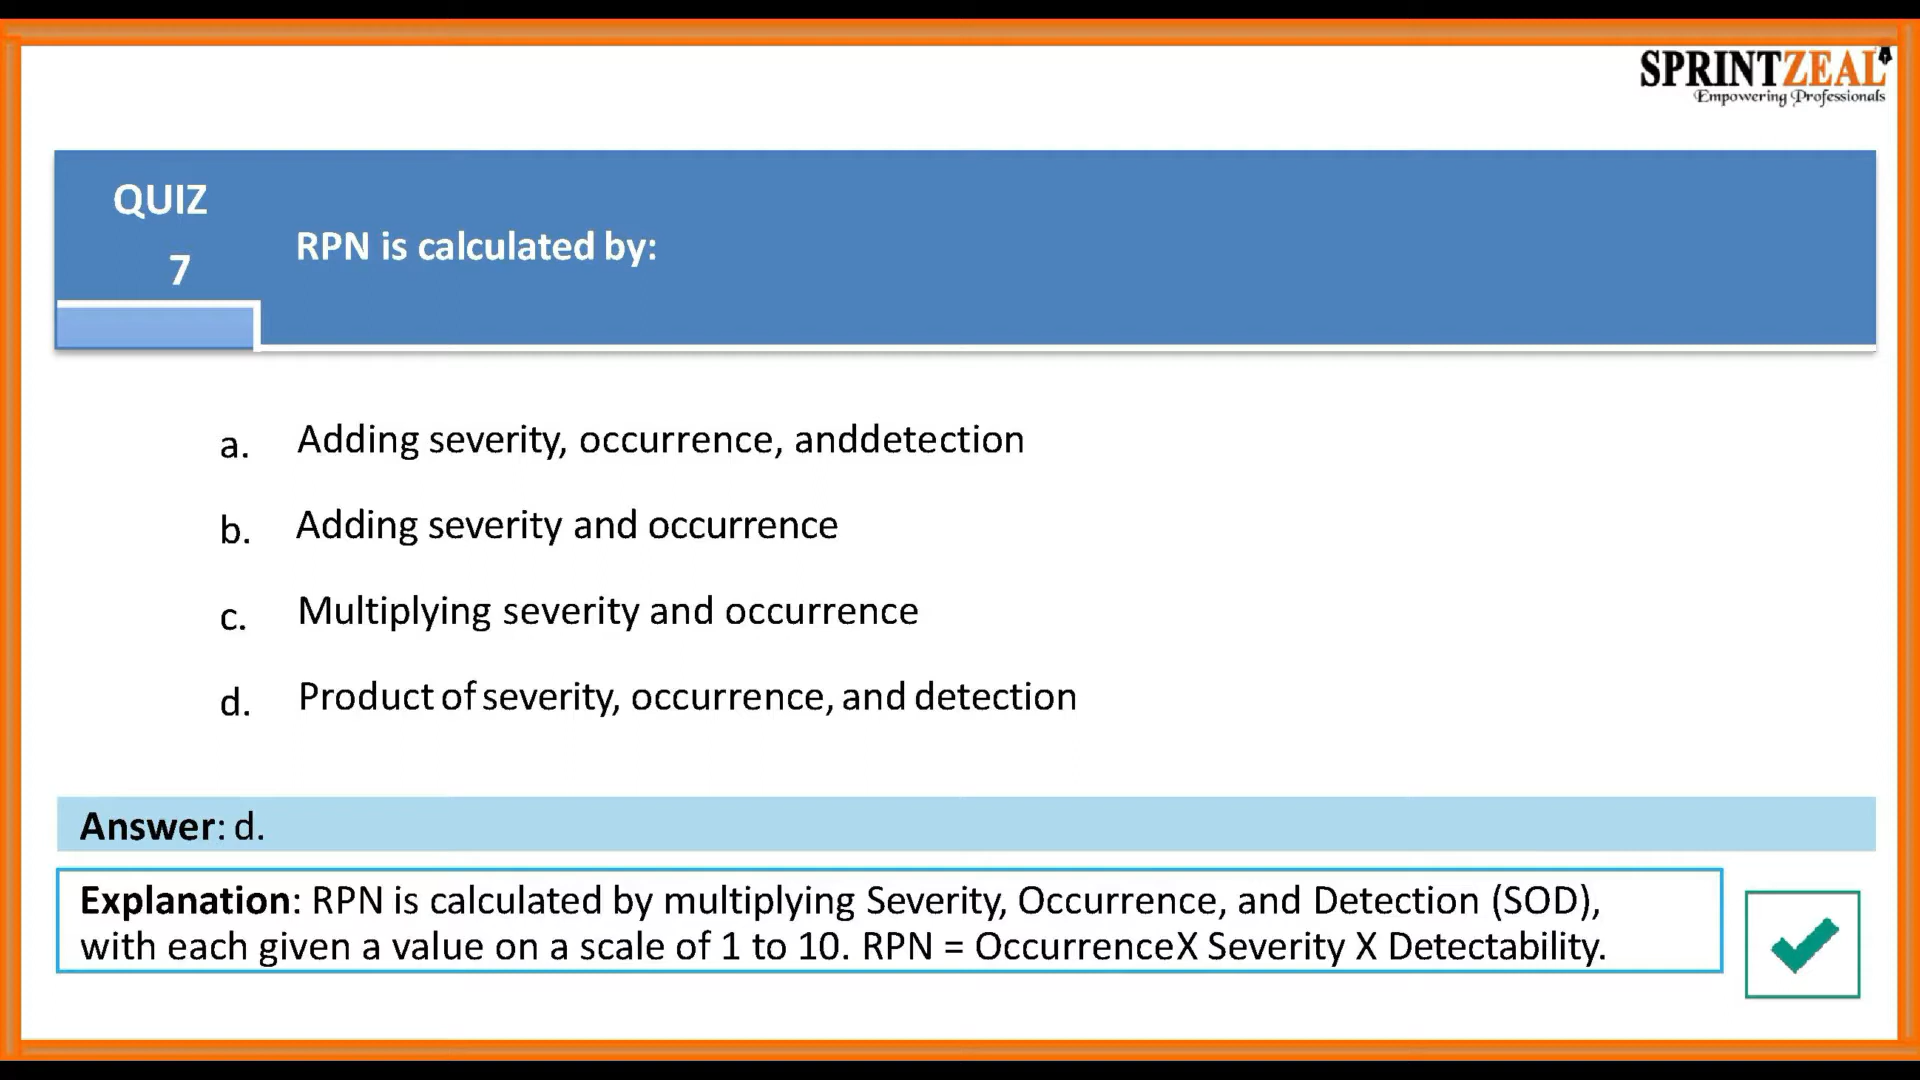 SPRINTZEAL
Empowering Professionals
QUIZ
7
RPN is calculated by:
a. Adding severity, occurrence, anddetection
b. Adding severity and occurrence
c. Multiplying severity and occurrence
d. Product of severity, occurrence, and detection
Answer: d.
Explanation: RPN is calculated by multiplying Severity, Occurrence, and Detection (SOD),
with each given a value on a scale of 1 to 10. RPN = OccurrenceX Severity X Detectability.